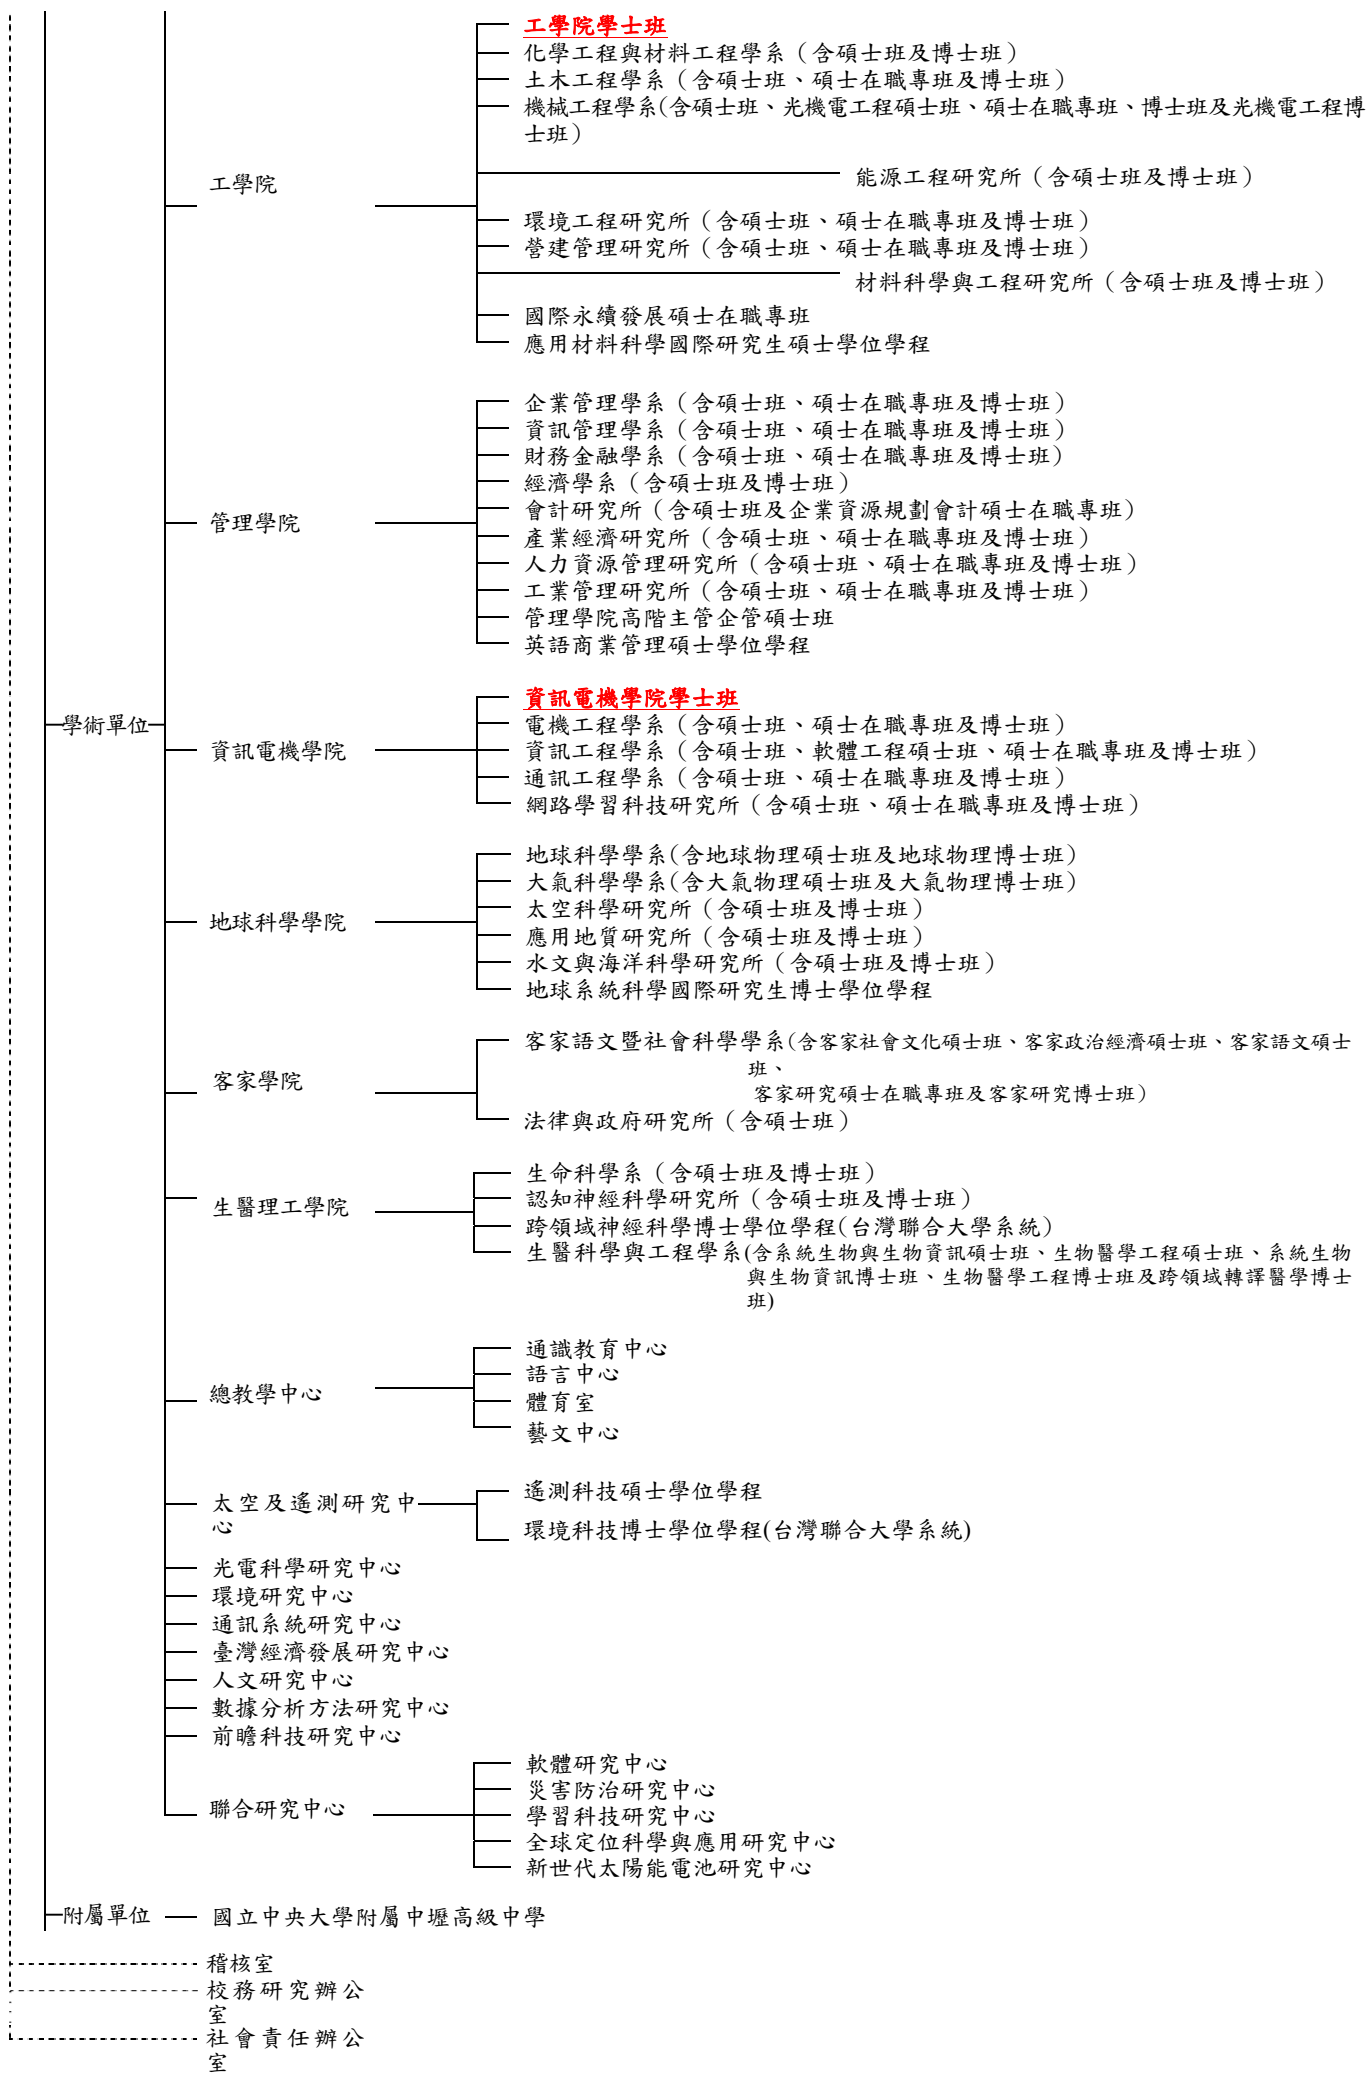 工學院學士班
化學工程與材料工程學系（含碩士班及博士班）
土木工程學系（含碩士班、碩士在職專班及博士班）
機械工程學系(含碩士班、光機電工程碩士班、碩士在職專班、博士班及光機電工程博
士班）
工學院
能源工程研究所（含碩士班及博士班）
環境工程研究所（含碩士班、碩士在職專班及博士班）
營建管理研究所（含碩士班、碩士在職專班及博士班）
材料科學與工程研究所（含碩士班及博士班）
國際永續發展碩士在職專班
應用材料科學國際研究生碩士學位學程
企業管理學系（含碩士班、碩士在職專班及博士班）
資訊管理學系（含碩士班、碩士在職專班及博士班）
財務金融學系（含碩士班、碩士在職專班及博士班）
經濟學系（含碩士班及博士班）
會計研究所（含碩士班及企業資源規劃會計碩士在職專班）
管理學院
產業經濟研究所（含碩士班、碩士在職專班及博士班）
人力資源管理研究所（含碩士班、碩士在職專班及博士班）
工業管理研究所（含碩士班、碩士在職專班及博士班）
管理學院高階主管企管碩士班
英語商業管理碩士學位學程
資訊電機學院學士班
學術單位
電機工程學系（含碩士班、碩士在職專班及博士班）
資訊電機學院
資訊工程學系（含碩士班、軟體工程碩士班、碩士在職專班及博士班）
通訊工程學系（含碩士班、碩士在職專班及博士班）
網路學習科技研究所（含碩士班、碩士在職專班及博士班）
地球科學學系(含地球物理碩士班及地球物理博士班）
大氣科學學系(含大氣物理碩士班及大氣物理博士班）
太空科學研究所（含碩士班及博士班）
地球科學學院
應用地質研究所（含碩士班及博士班）
水文與海洋科學研究所（含碩士班及博士班）
地球系統科學國際研究生博士學位學程
客家語文暨社會科學學系(含客家社會文化碩士班、客家政治經濟碩士班、客家語文碩士
班、
客家學院
客家研究碩士在職專班及客家研究博士班）
法律與政府研究所（含碩士班）
生命科學系（含碩士班及博士班）
認知神經科學研究所（含碩士班及博士班）
生醫理工學院
跨領域神經科學博士學位學程(台灣聯合大學系統）
生醫科學與工程學系(含系統生物與生物資訊碩士班、生物醫學工程碩士班、系統生物
與生物資訊博士班、生物醫學工程博士班及跨領域轉譯醫學博士
班)
通識教育中心
語言中心
總教學中心
體育室
藝文中心
遙測科技碩士學位學程
太空及遙測研究中
心
環境科技博士學位學程(台灣聯合大學系統)
光電科學研究中心
環境研究中心
通訊系統研究中心
臺灣經濟發展研究中心
人文研究中心
數據分析方法研究中心
前瞻科技研究中心
軟體研究中心
災害防治研究中心
聯合研究中心
學習科技研究中心
全球定位科學與應用研究中心
新世代太陽能電池研究中心
附屬單位
國立中央大學附屬中壢高級中學
稽核室
校務研究辦公
室
社會責任辦公
室